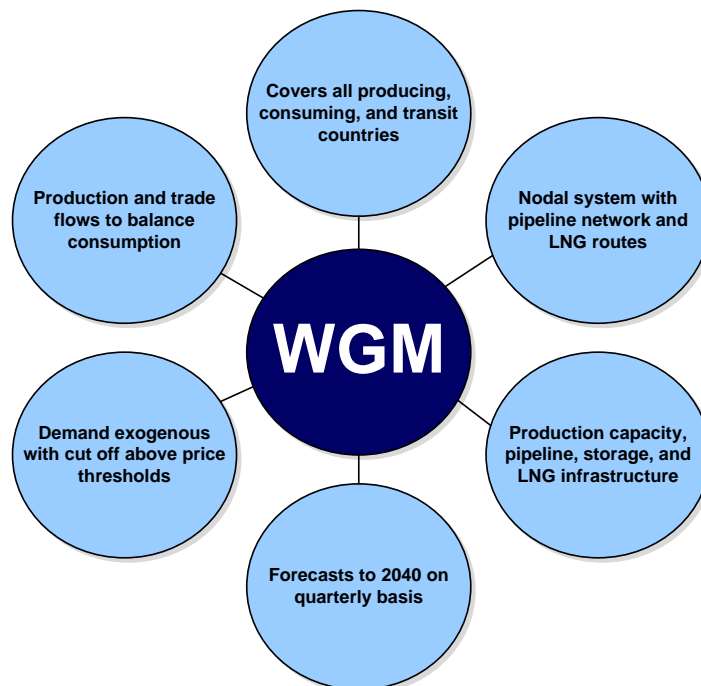 Covers all producing,
consuming, and transit
countries
Production and trade
flows to balance
consumption
Nodal system with
pipeline network and
LNG routes
WGM
Demand exogenous
with cut off above price
thresholds
Production capacity,
pipeline, storage, and
LNG infrastructure
Forecasts to 2040 on
quarterly basis